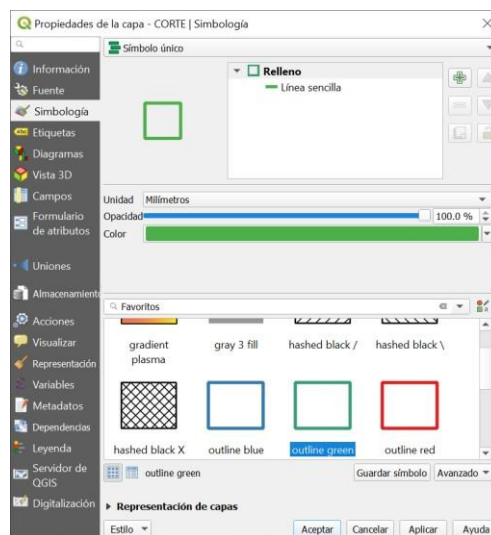 Propiedades de la capa - CORTE | Simbología
Símbolo único
Información
Fuente
Simbología
Etiquetas
Diagramas
Vista 3D
Campos
Formulario
de atributos
Uniones
Almacenamiento
Acciones
Visualizar
Representación
Variables
Metadatos
Dependencias
Leyenda
Servidor de
QGIS
Digitalización
Relleno
Línea sencilla
Unidad Milímetros
Opacidad 100.0 %
Color
Favoritos
gradient
plasma
gray 3 fill
hashed black /
hashed black \
hashed black X
outline blue
outline green
outline red
outline green
Guardar símbolo
Avanzado
Representación de capas
Estilo
Aceptar
Cancelar
Aplicar
Ayuda